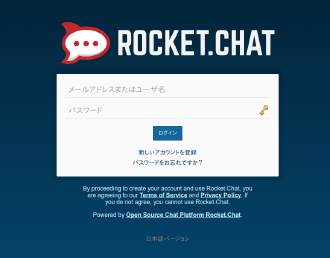 ROCKET.CHAT
メールアドレスまたはユーザ名
パスワード
ログイン
新しいアカウントを登録
パスワードをお忘れですか?
By proceeding to create your account and use Rocket.Chat, you
are agreeing to our Terms of Service and Privacy Policy. If
you do not agree, you cannot use Rocket.Chat.
Powered by Open Source Chat Platform Rocket.Chat.
日本語バージョン